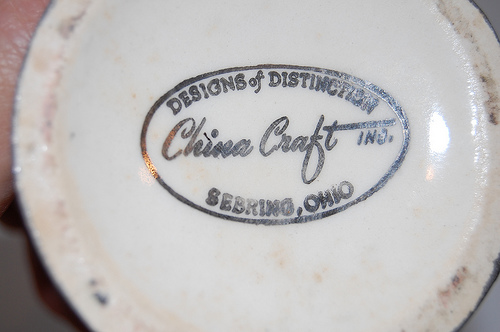 DESIGNS of DISTINCTION
China Craft INC.
SEBRING, OHIO